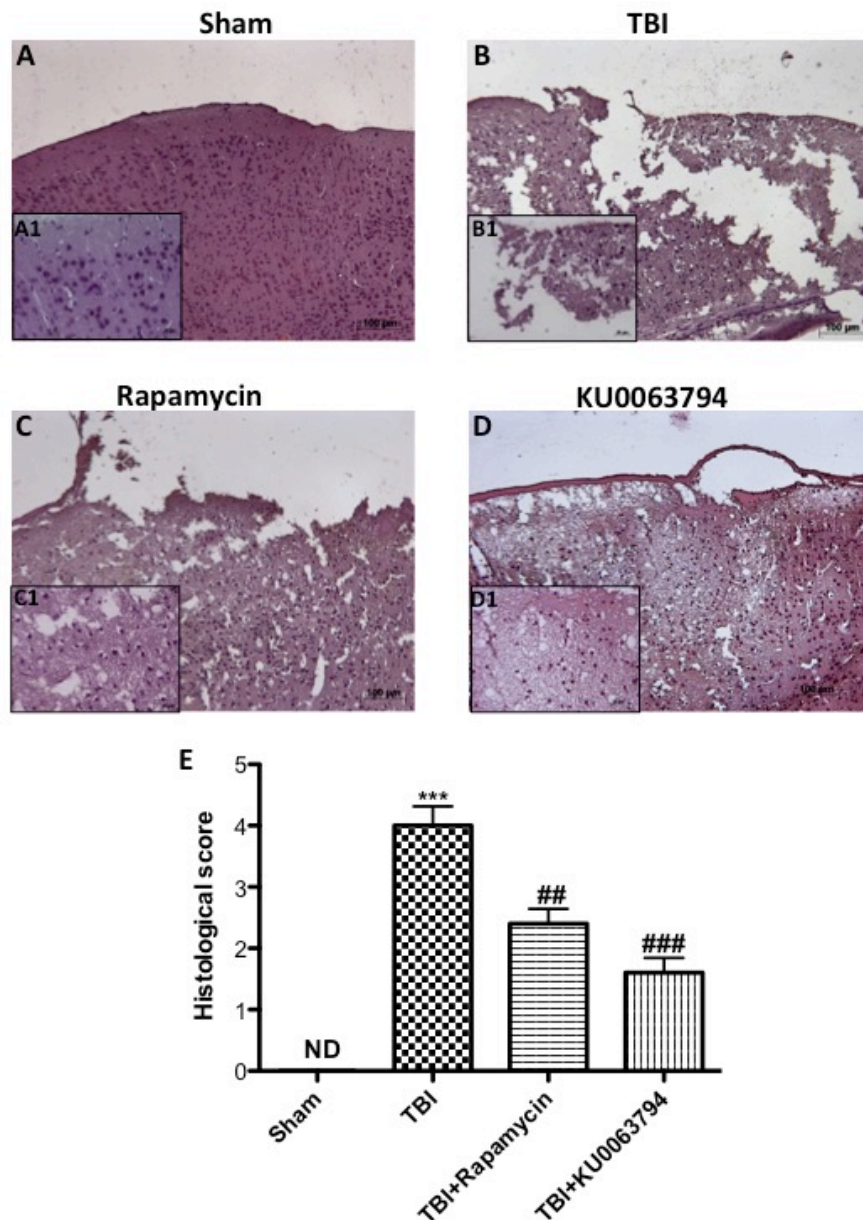 Sham
TBI
A
B
A1
B1
100 µm
100 µm
Rapamycin
KU0063794
C
D
C1
D1
100 µm
100 µm
E
Histological score
5
4
3
2
1
0
ND
***
##
###
Sham
TBI
TBI+Rapamycin
TBI+KU0063794